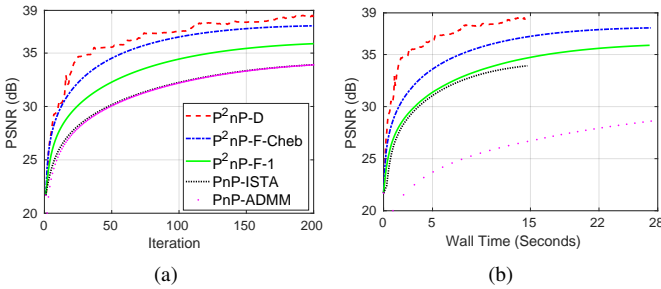 39
35
30
25
20
PSNR (dB)
0
50
100
150
200
Iteration
P²nP-D
P²nP-F-Cheb
P²nP-F-1
PnP-ISTA
PnP-ADMM
(a)
39
35
30
25
20
PSNR (dB)
0
5
15
22
28
Wall Time (Seconds)
(b)